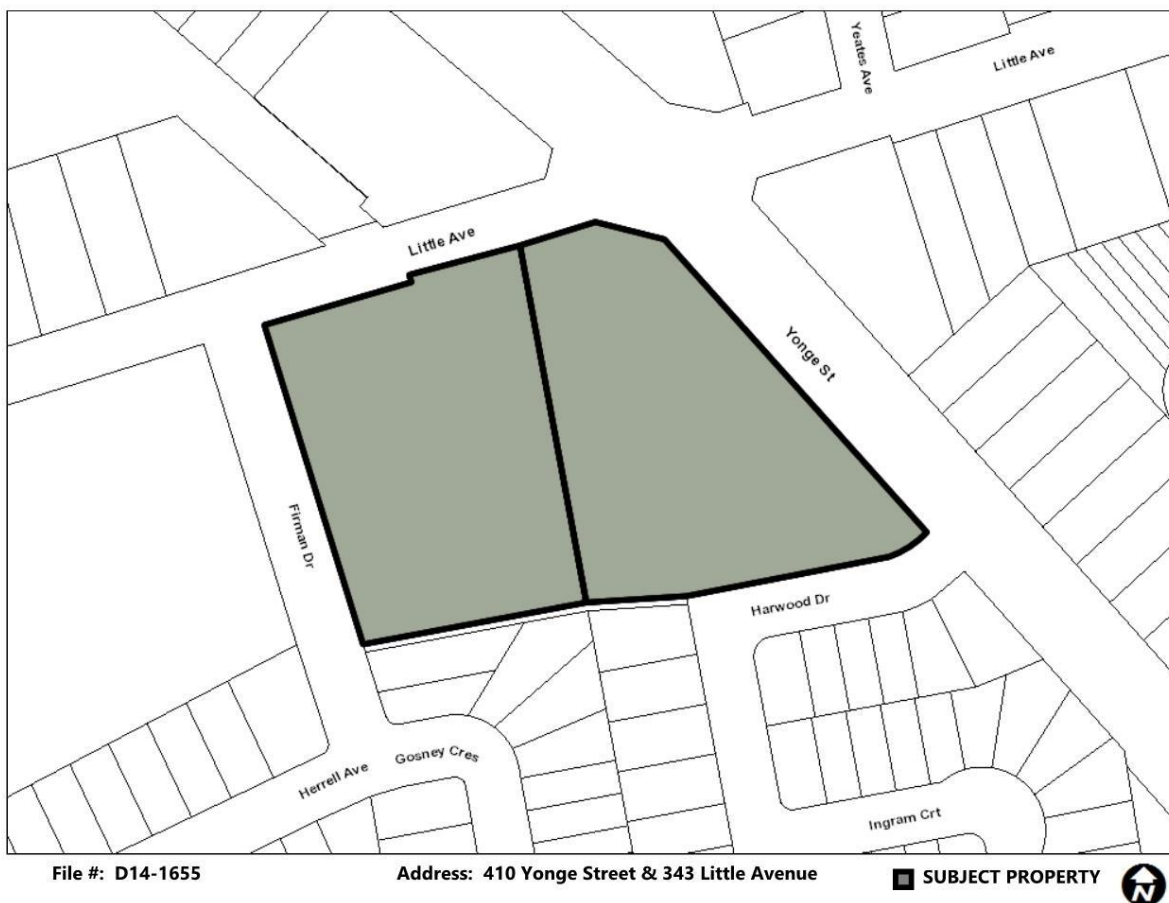 Yeates Ave
Little Ave
Little Ave
Yonge St
Firman Dr
Harwood Dr
Gosney Cres
Herrell Ave
Ingram Crt
File #: D14-1655
Address: 410 Yonge Street & 343 Little Avenue
SUBJECT PROPERTY
N